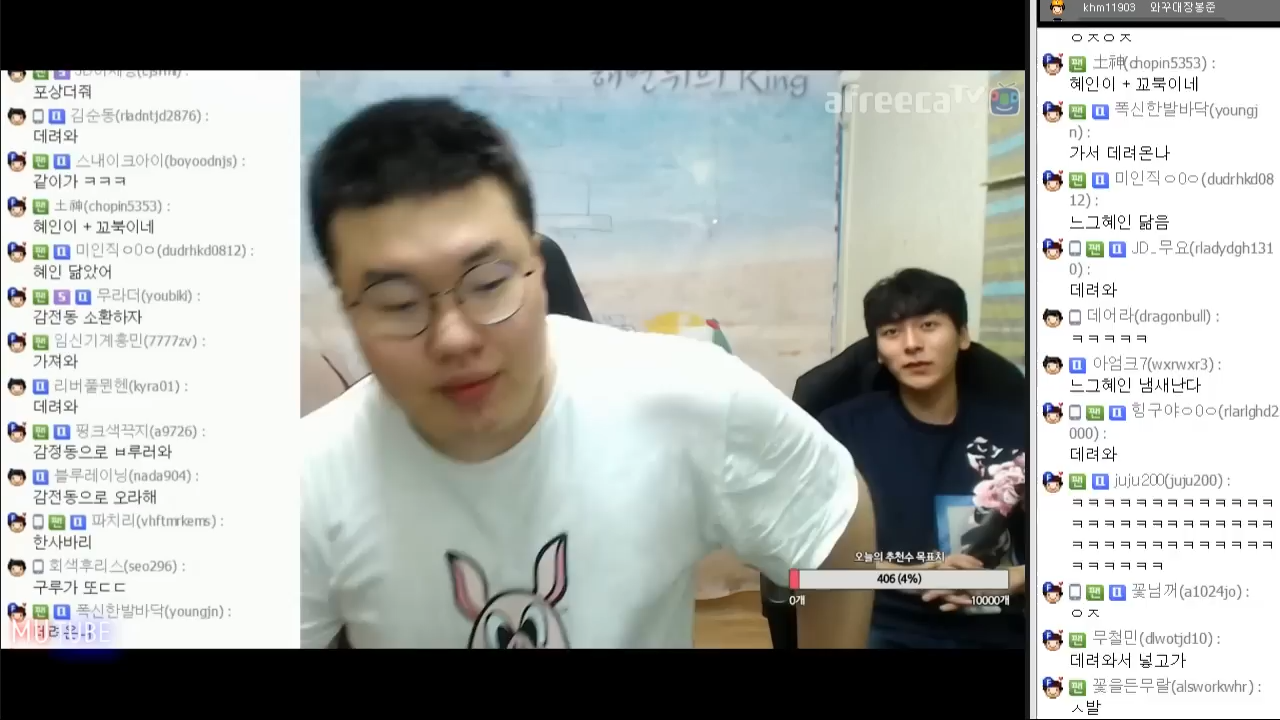 포상더줘
김순동(rladntjd2876) :
데려와
스내이크아이(boyoodnjs) :
같이가 ㅋㅋㅋ
土神(chopin5353) :
혜인이 + 꼬북이네
미인직ㅇ0ㅇ(dudrhkd0812) :
혜인 닮았어
무라더(youbiki) :
감전동 소환하자
임신기계흥민(7777zv) :
가져와
리버풀뮌헨(kyra01) :
데려와
핑크색꾹지(a9726) :
감정동으로 ㅂ루러와
블루레이닝(nada904) :
감전동으로 오라해
파치리(vhftmrkems) :
한사바리
회색후리스(seo296) :
구루가 또ㄷㄷ
폭신한발바닥(youngjn) :
MUTUBE
해변위의 King
afreecaTV
오늘의 추천수 목표치
406 (4%)
0개
10000개
khm11903 와꾸대장봉준
ㅇㅈㅇㅈ
土神(chopin5353) :
혜인이 + 꼬북이네
폭신한발바닥(youngj
n) :
가서 데려온나
미인직ㅇ0ㅇ(dudrhkd08
12) :
느그혜인 닮음
JD_무요(rladydgh131
0) :
데려와
데어라(dragonbull) :
ㅋㅋㅋㅋㅋ
아엄크7(wxrwxr3) :
느그혜인 냄새난다
헝구야ㅇ0ㅇ(rlarlghd2
000) :
데려와
juju200(juju200) :
ㅋㅋㅋㅋㅋㅋㅋㅋㅋㅋㅋㅋㅋ
ㅋㅋㅋㅋㅋㅋㅋㅋㅋㅋㅋㅋㅋ
ㅋㅋㅋㅋㅋㅋㅋㅋㅋㅋㅋㅋㅋ
ㅋㅋㅋㅋㅋㅋ
꽃님께(a1024jo) :
ㅇㅈ
무철민(dlwotjd10) :
데려와서 넣고가
꽃을든무랄(alsworkwhr) :
ㅅ발